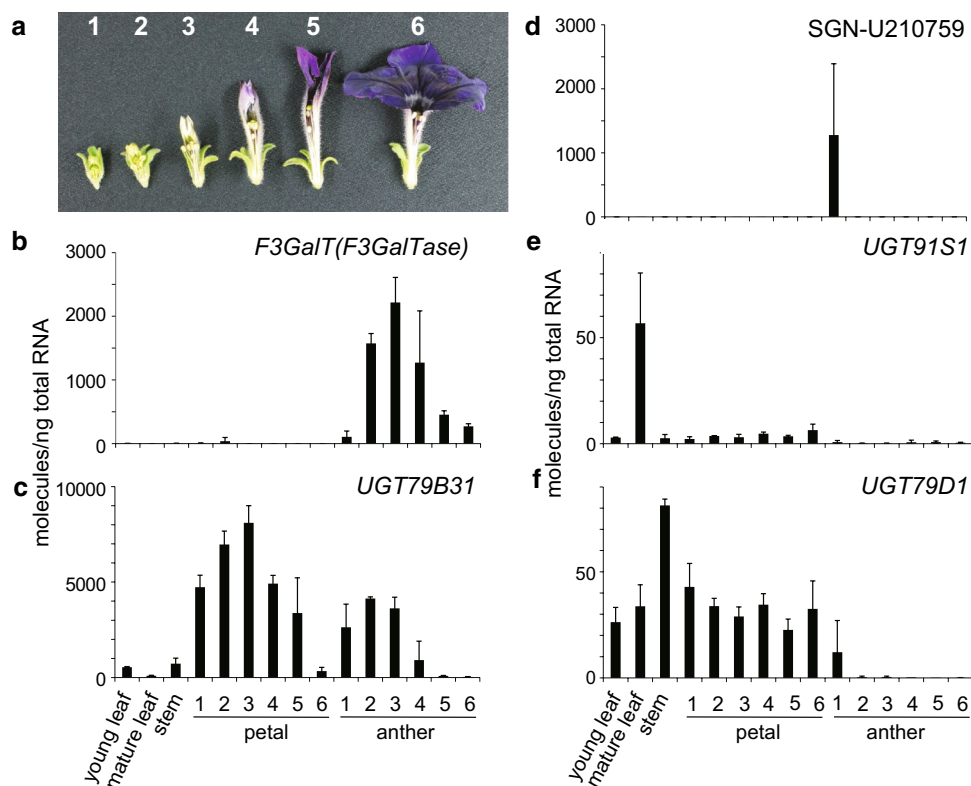 a
1 2 3 4 5 6
b
F3GalT(F3GalTase)
3000
2000
1000
0
molecules/ng total RNA
c
UGT79B31
10000
5000
0
young leaf
mature leaf
stem
1 2 3 4 5 6
petal
1 2 3 4 5 6
anther
d
SGN-U210759
3000
2000
1000
0
e
UGT91S1
50
0
molecules/ng total RNA
f
UGT79D1
50
0
young leaf
mature leaf
stem
1 2 3 4 5 6
petal
1 2 3 4 5 6
anther